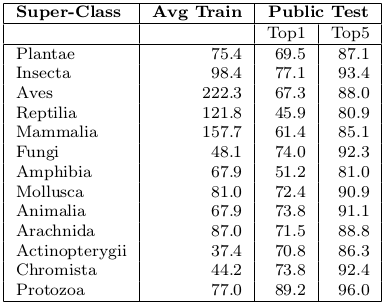 Super-Class Avg Train Public Test
Top1 Top5
Plantae 75.4 69.5 87.1
Insecta 98.4 77.1 93.4
Aves 222.3 67.3 88.0
Reptilia 121.8 45.9 80.9
Mammalia 157.7 61.4 85.1
Fungi 48.1 74.0 92.3
Amphibia 67.9 51.2 81.0
Mollusca 81.0 72.4 90.9
Animalia 67.9 73.8 91.1
Arachnida 87.0 71.5 88.8
Actinopterygii 37.4 70.8 86.3
Chromista 44.2 73.8 92.4
Protozoa 77.0 89.2 96.0